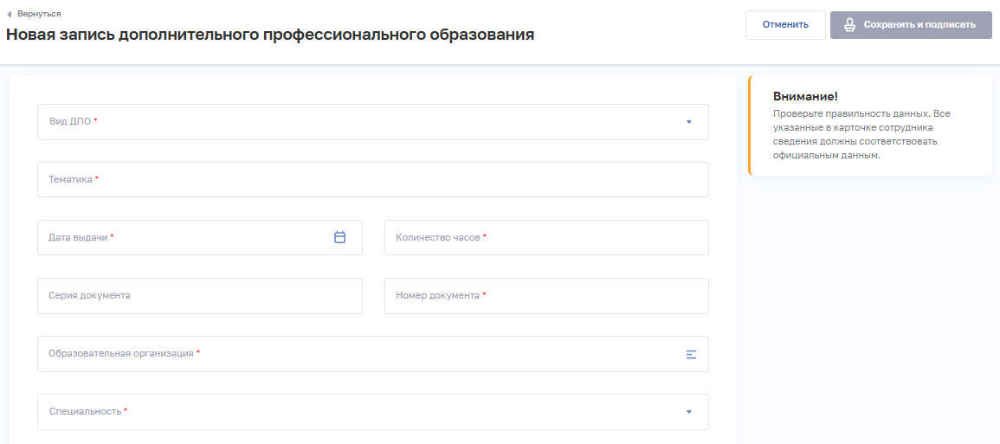 Вернуться
Новая запись дополнительного профессионального образования
Отменить
Сохранить и подписать
Вид ДПО *
Тематика *
Дата выдачи *
Количество часов *
Серия документа
Номер документа *
Образовательная организация *
Специальность *
Внимание!
Проверьте правильность данных. Все
указанные в карточке сотрудника
сведения должны соответствовать
официальным данным.